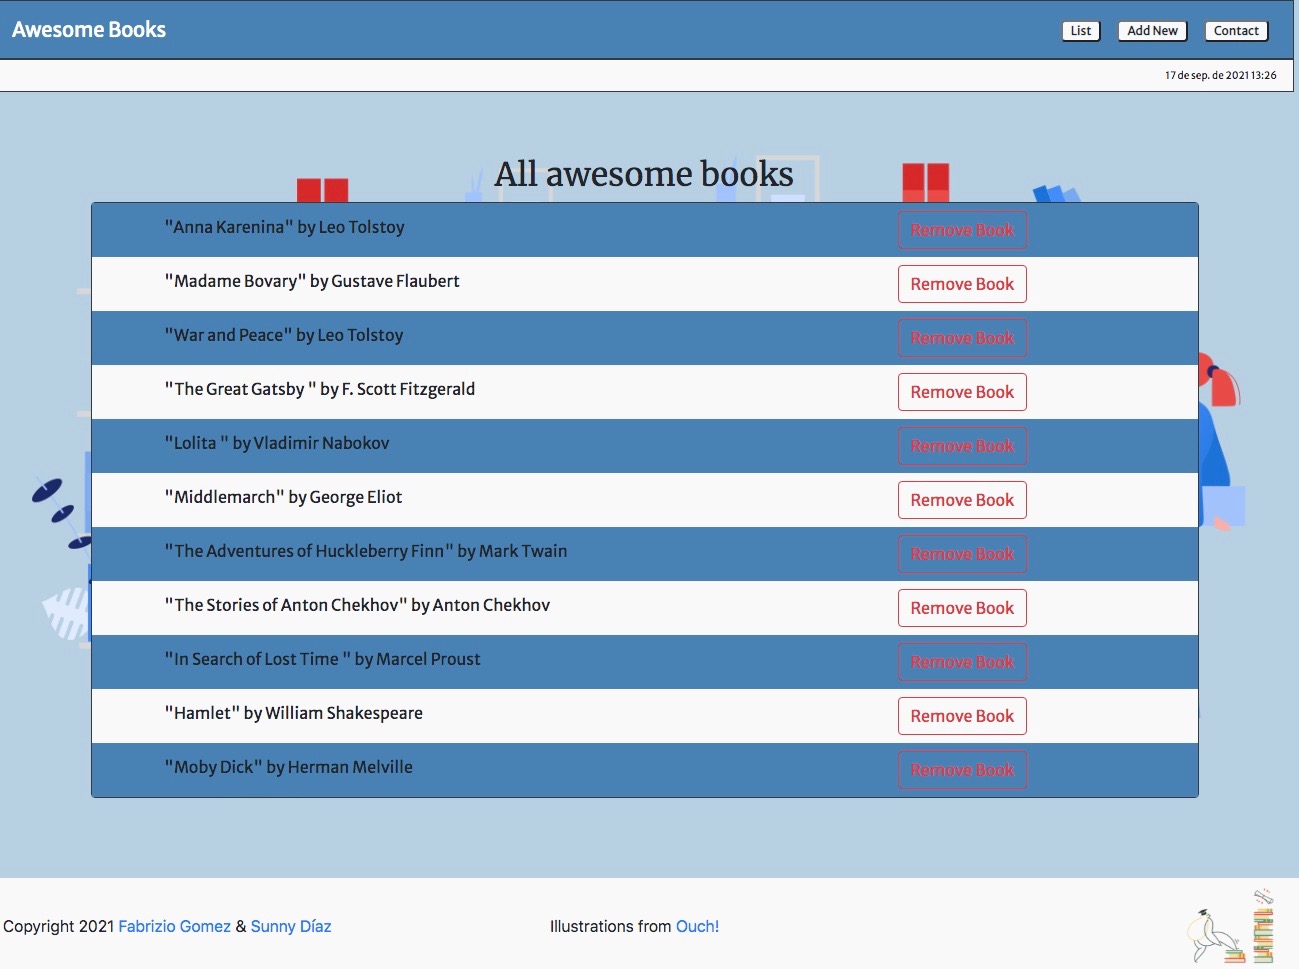 Awesome Books
List Add New Contact
17 de sep. de 2021 13:26
All awesome books
"Anna Karenina" by Leo Tolstoy Remove Book
"Madame Bovary" by Gustave Flaubert Remove Book
"War and Peace" by Leo Tolstoy Remove Book
"The Great Gatsby " by F. Scott Fitzgerald Remove Book
"Lolita " by Vladimir Nabokov Remove Book
"Middlemarch" by George Eliot Remove Book
"The Adventures of Huckleberry Finn" by Mark Twain Remove Book
"The Stories of Anton Chekhov" by Anton Chekhov Remove Book
"In Search of Lost Time " by Marcel Proust Remove Book
"Hamlet" by William Shakespeare Remove Book
"Moby Dick" by Herman Melville Remove Book
Copyright 2021 Fabrizio Gomez & Sunny Díaz Illustrations from Ouch!